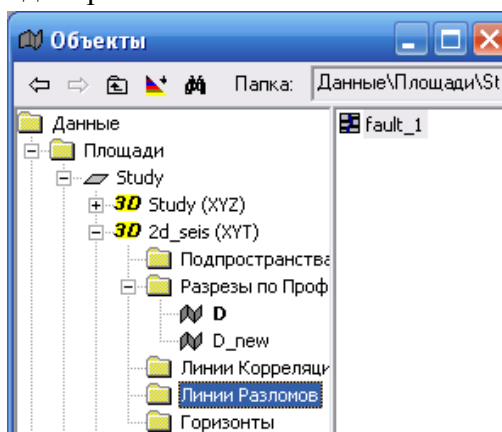 Объекты
Папка: Данные\Площади\St
Данные
Площади
Study
3D Study (XYZ)
3D 2d_seis (XYT)
Подпространства
Разрезы по Проф
D
D_new
Линии Корреляци
Линии Разломов
Горизонты
fault_1